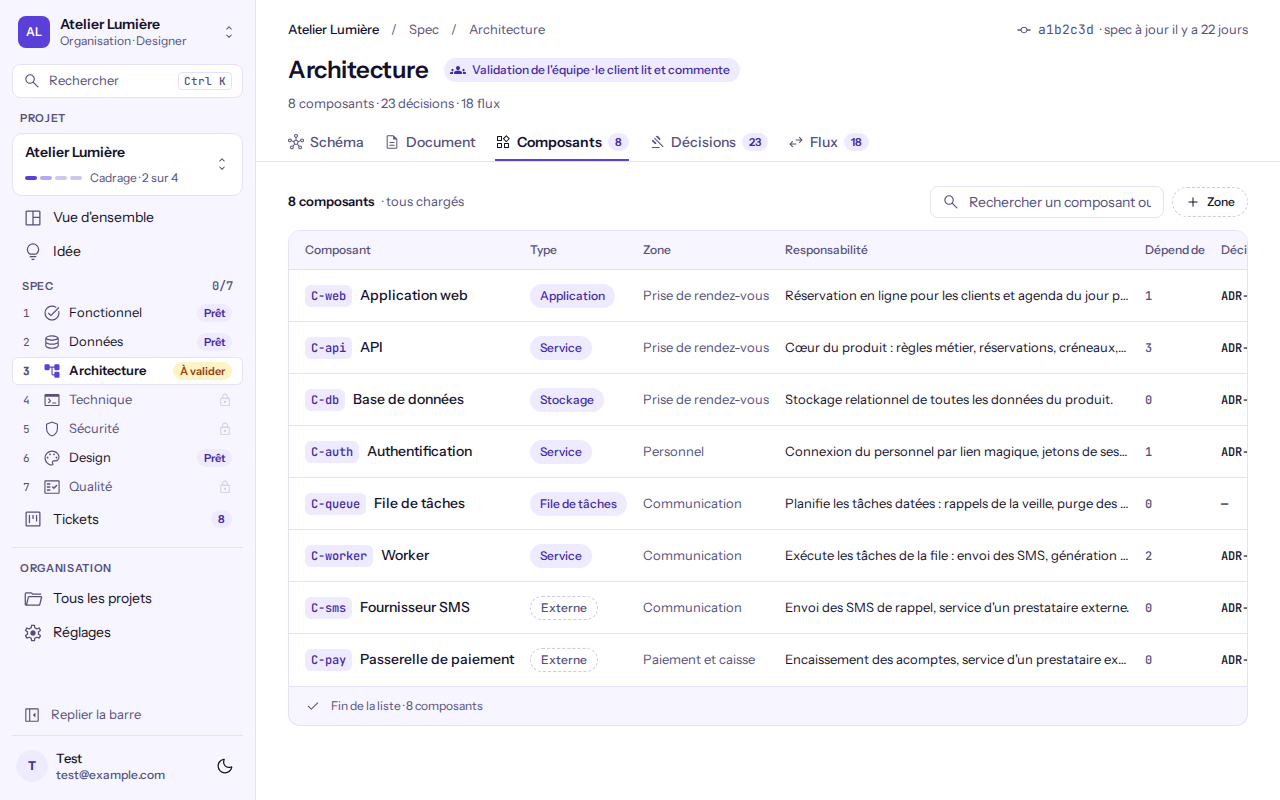 AL
Atelier Lumière
Organisation · Designer
Rechercher
Ctrl K
PROJET
Atelier Lumière
Cadrage · 2 sur 4
Vue d'ensemble
Idée
SPEC 0/7
1 Fonctionnel Prêt
2 Données Prêt
3 Architecture À valider
4 Technique
5 Sécurité
6 Design Prêt
7 Qualité
Tickets 8
ORGANISATION
Tous les projets
Réglages
Replier la barre
T
Test
test@example.com
Atelier Lumière / Spec / Architecture
a1b2c3d · spec à jour il y a 22 jours
Architecture
Validation de l'équipe · le client lit et commente
8 composants · 23 décisions · 18 flux
Schéma
Document
Composants 8
Décisions 23
Flux 18
8 composants · tous chargés
Rechercher un composant ou
Zone
Composant Type Zone Responsabilité Dépend de Déci
C-web Application web Application Prise de rendez-vous Réservation en ligne pour les clients et agenda du jour p… 1 ADR-
C-api API Service Prise de rendez-vous Cœur du produit : règles métier, réservations, créneaux,… 3 ADR-
C-db Base de données Stockage Prise de rendez-vous Stockage relationnel de toutes les données du produit. 0 ADR-
C-auth Authentification Service Personnel Connexion du personnel par lien magique, jetons de ses… 1 ADR-
C-queue File de tâches File de tâches Communication Planifie les tâches datées : rappels de la veille, purge des … 0 –
C-worker Worker Service Communication Exécute les tâches de la file : envoi des SMS, génération … 2 ADR-
C-sms Fournisseur SMS Externe Communication Envoi des SMS de rappel, service d'un prestataire externe. 0 ADR-
C-pay Passerelle de paiement Externe Paiement et caisse Encaissement des acomptes, service d'un prestataire ex… 0 ADR-
Fin de la liste · 8 composants